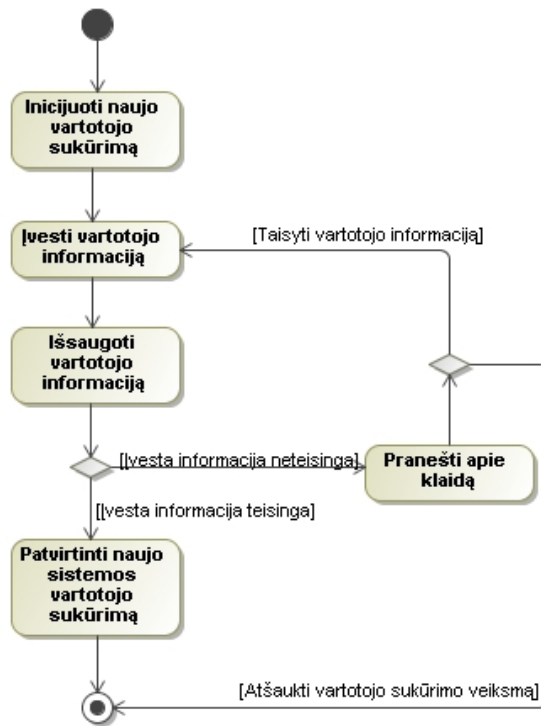 Inicijuoti naujo
vartotojo
sukūrimą
Įvesti vartotojo
informaciją
[Taisyti vartotojo informaciją]
Išsaugoti
vartotojo
informaciją
[Įvesta informacija neteisinga]
Pranešti apie
klaidą
[Įvesta informacija teisinga]
Patvirtinti naujo
sistemos
vartotojo
sukūrimą
[Atšaukti vartotojo sukūrimo veiksmą]